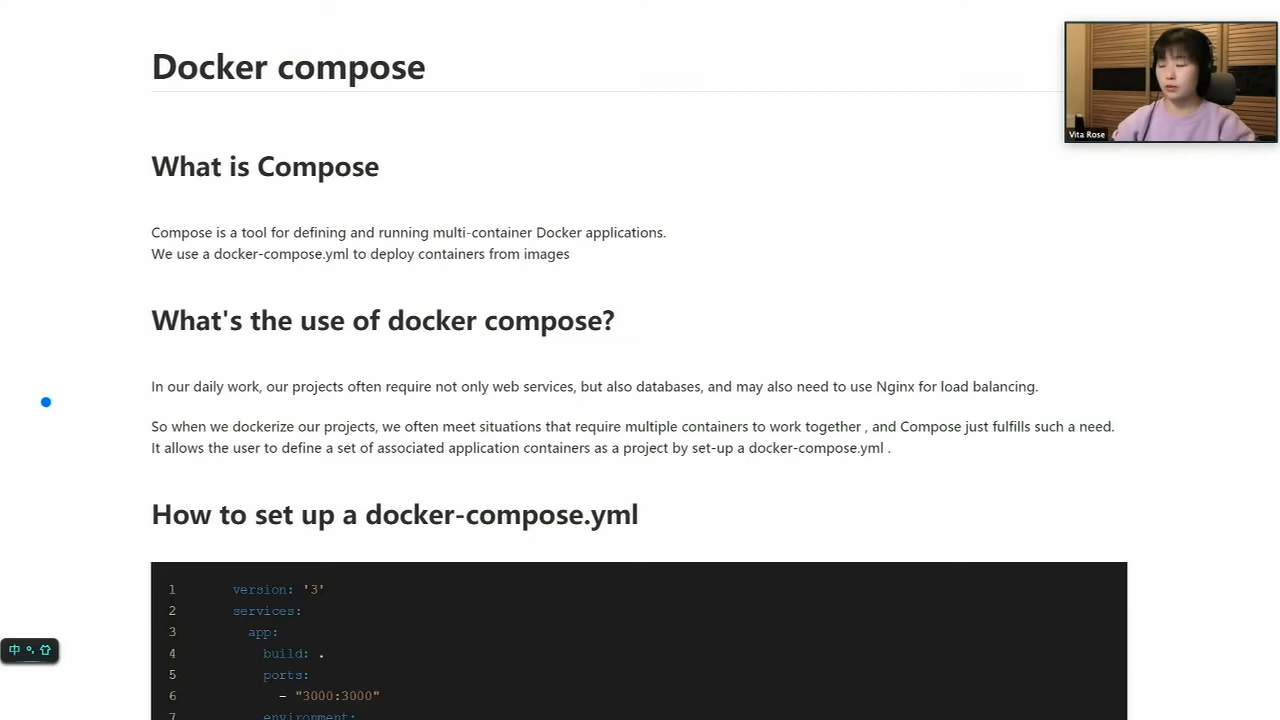 Docker compose
Vita Rose
What is Compose
Compose is a tool for defining and running multi-container Docker applications.
We use a docker-compose.yml to deploy containers from images
What's the use of docker compose?
In our daily work, our projects often require not only web services, but also databases, and may also need to use Nginx for load balancing.
So when we dockerize our projects, we often meet situations that require multiple containers to work together , and Compose just fulfills such a need.
It allows the user to define a set of associated application containers as a project by set-up a docker-compose.yml .
How to set up a docker-compose.yml
1 version: '3'
2 services:
3 app:
4 build: .
5 ports:
6 - "3000:3000"
7 environment:
中